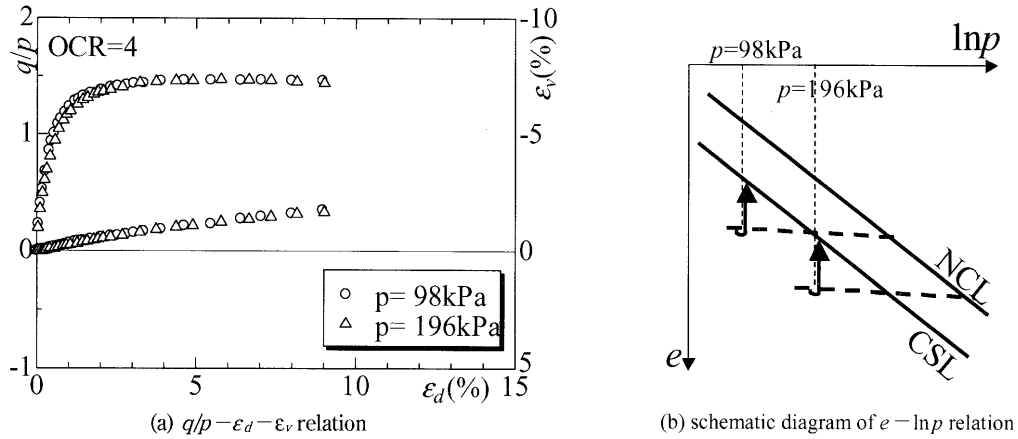 2
-10
q/p
OCR=4
εv(%)
1
-5
0
0
○ p= 98kPa
△ p= 196kPa
-1
5
0
5
10
εd(%)
15
(a) q/p−εd−εv relation
lnp
p=98kPa
p=196kPa
NCL
CSL
e
(b) schematic diagram of e−lnp relation